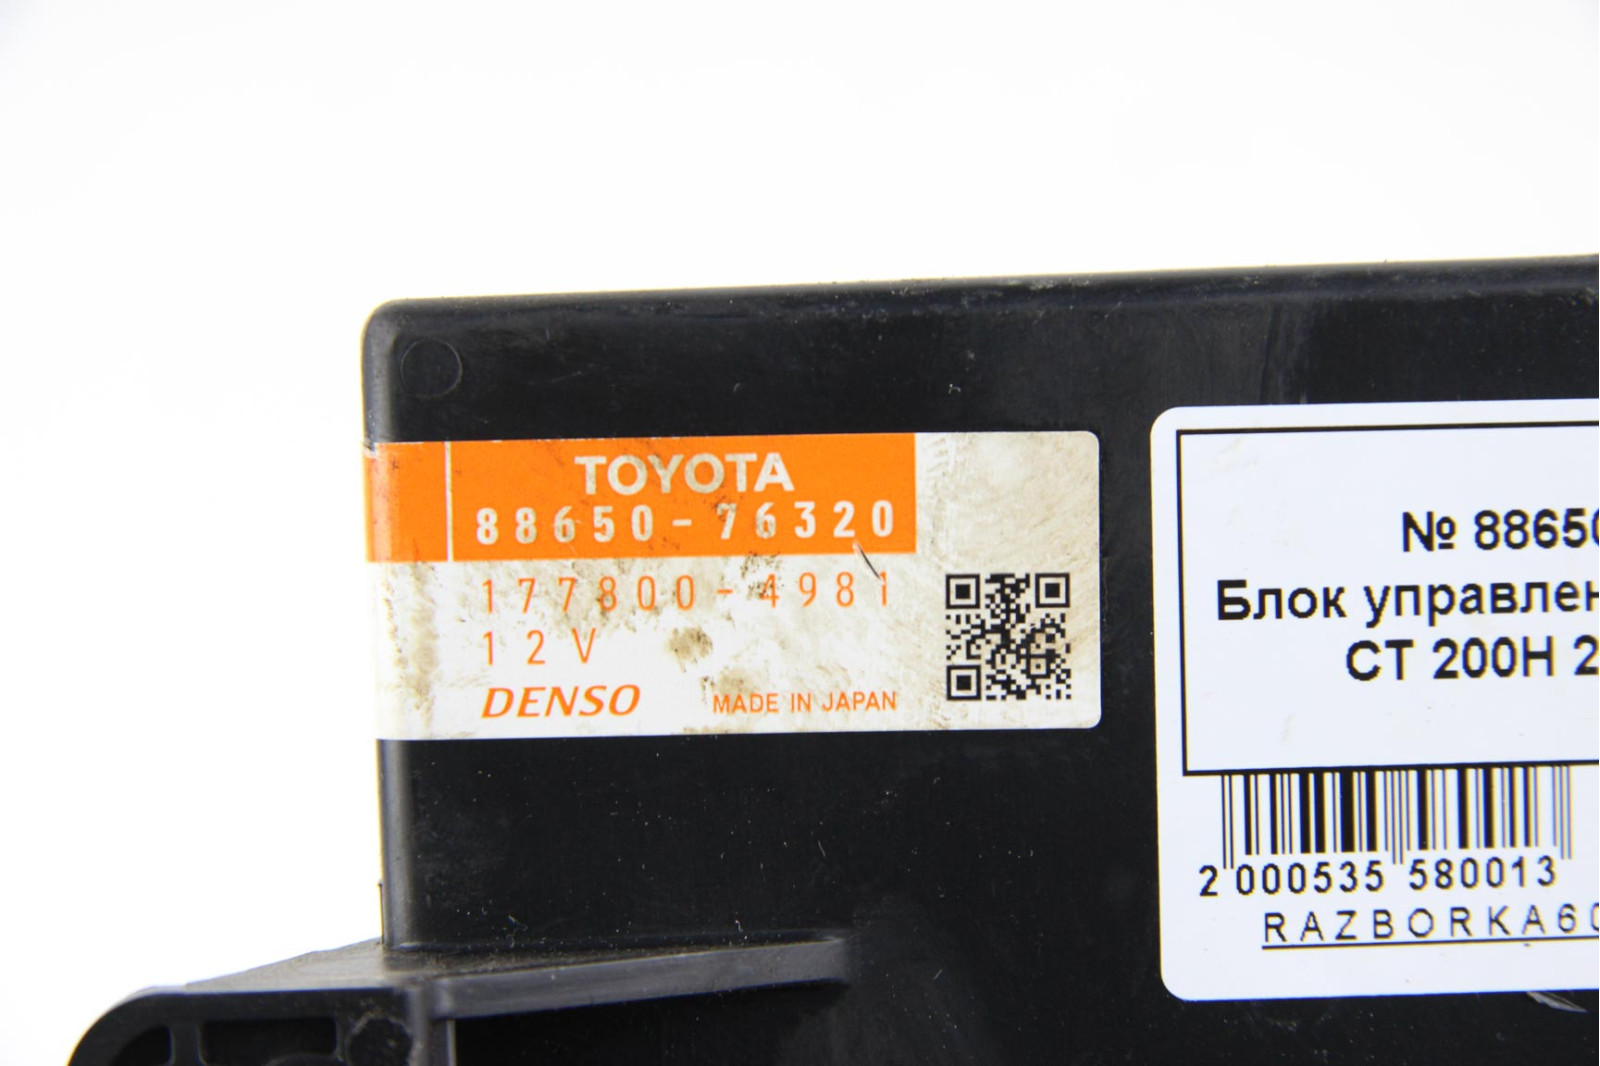 TOYOTA
88650-76320
177800-4981
12V
DENSO MADE IN JAPAN
№ 88650
Блок управлен
CT 200H 2
2 000535 580013
RAZBORKA60